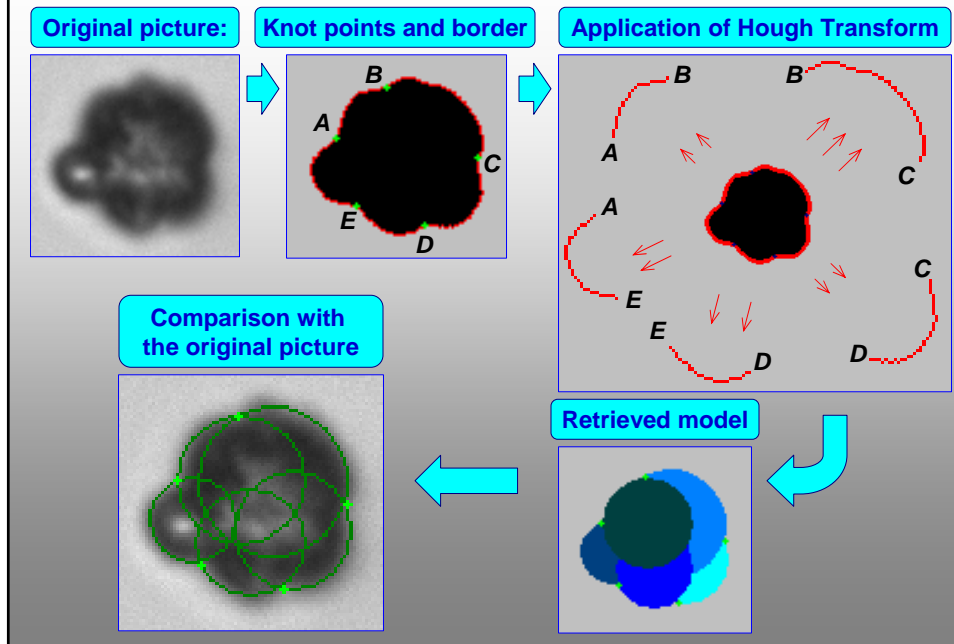 Original picture:
Knot points and border
Application of Hough Transform
B
A
C
E
D
B
B
A
C
A
E
C
E
D
D
Comparison with
the original picture
Retrieved model